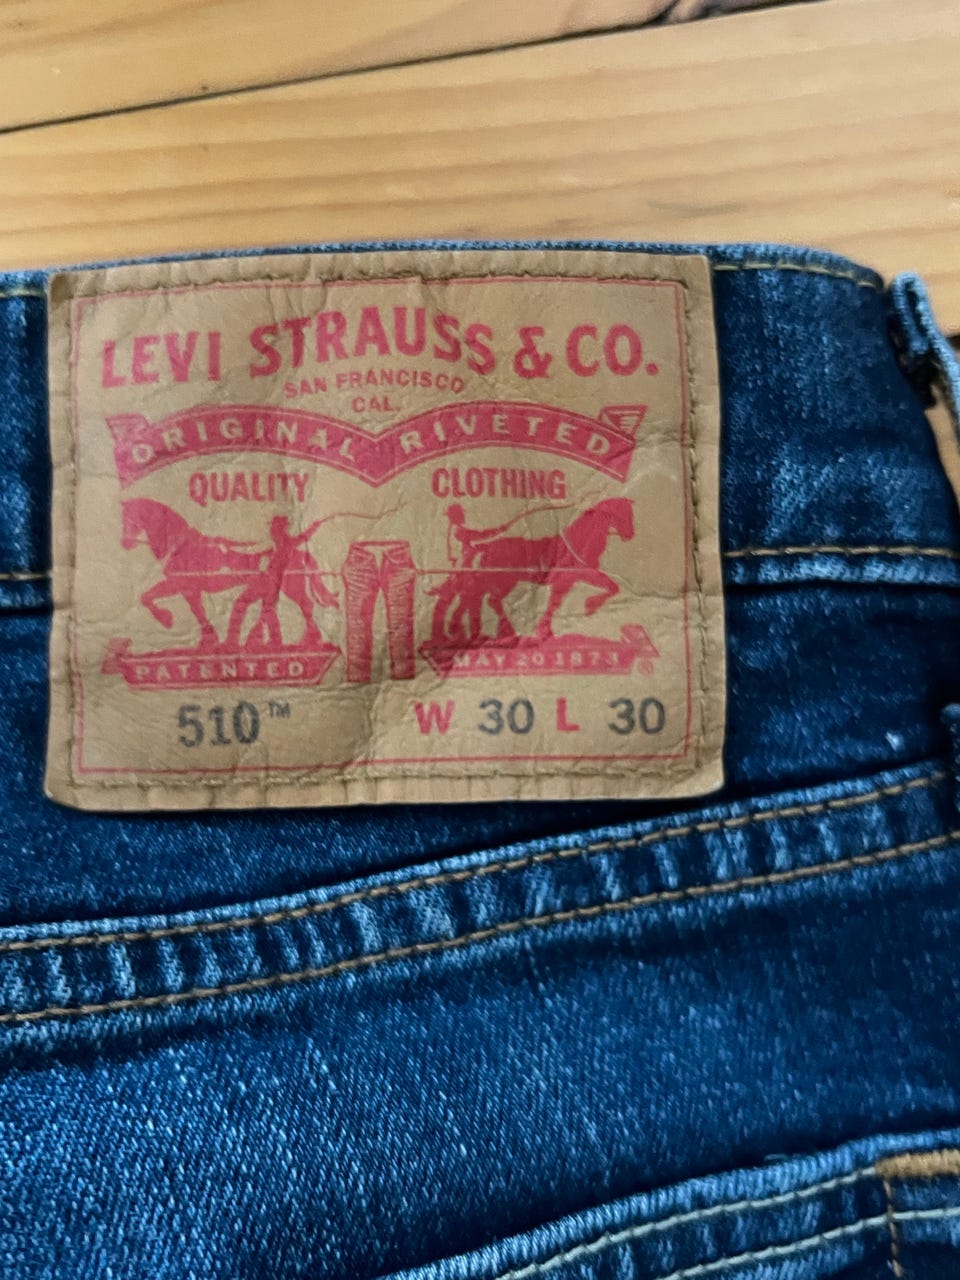 LEVI STRAUSS & CO.
SAN FRANCISCO
CAL.
ORIGINAL RIVETED
QUALITY CLOTHING
PATENTED MAY 20 1873 ®
510™ W 30 L 30